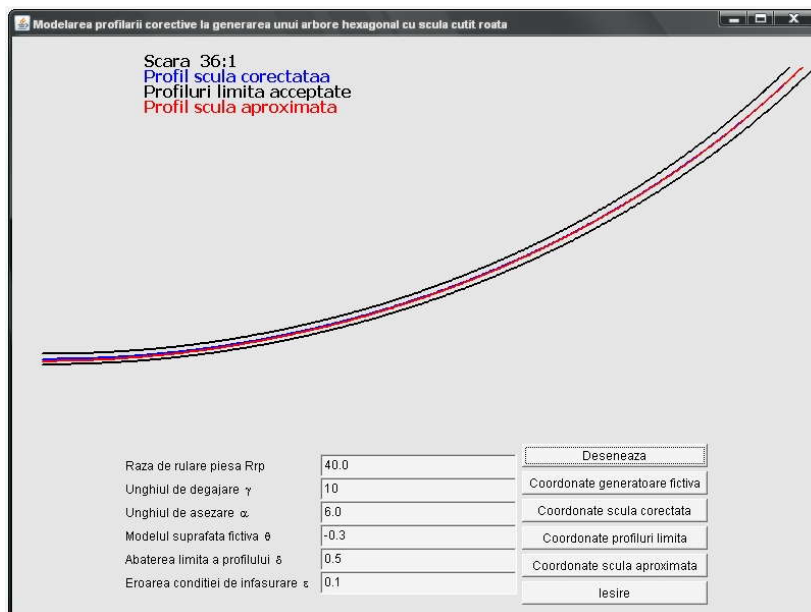 Modelarea profilarii corective la generarea unui arbore hexagonal cu scula cutit roata
Scara 36:1
Profil scula corectataa
Profiluri limita acceptate
Profil scula aproximata
Raza de rulare piesa Rrp
40.0
Deseneaza
Unghiul de degajare γ
10
Coordonate generatoare fictiva
Unghiul de asezare α
6.0
Coordonate scula corectata
Modelul suprafata fictiva θ
-0.3
Coordonate profiluri limita
Abaterea limita a profilului δ
0.5
Coordonate scula aproximata
Eroarea conditiei de infasurare ε
0.1
Iesire